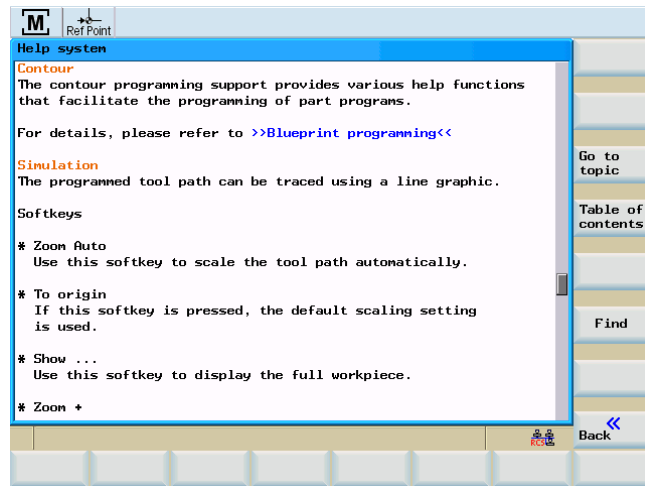 M
Ref Point
Help system
Contour
The contour programming support provides various help functions
that facilitate the programming of part programs.
For details, please refer to >>Blueprint programming<<
Simulation
The programmed tool path can be traced using a line graphic.
Softkeys
* Zoom Auto
Use this softkey to scale the tool path automatically.
* To origin
If this softkey is pressed, the default scaling setting
is used.
* Show ...
Use this softkey to display the full workpiece.
* Zoom +
Go to
topic
Table of
contents
Find
«
Back
RCS